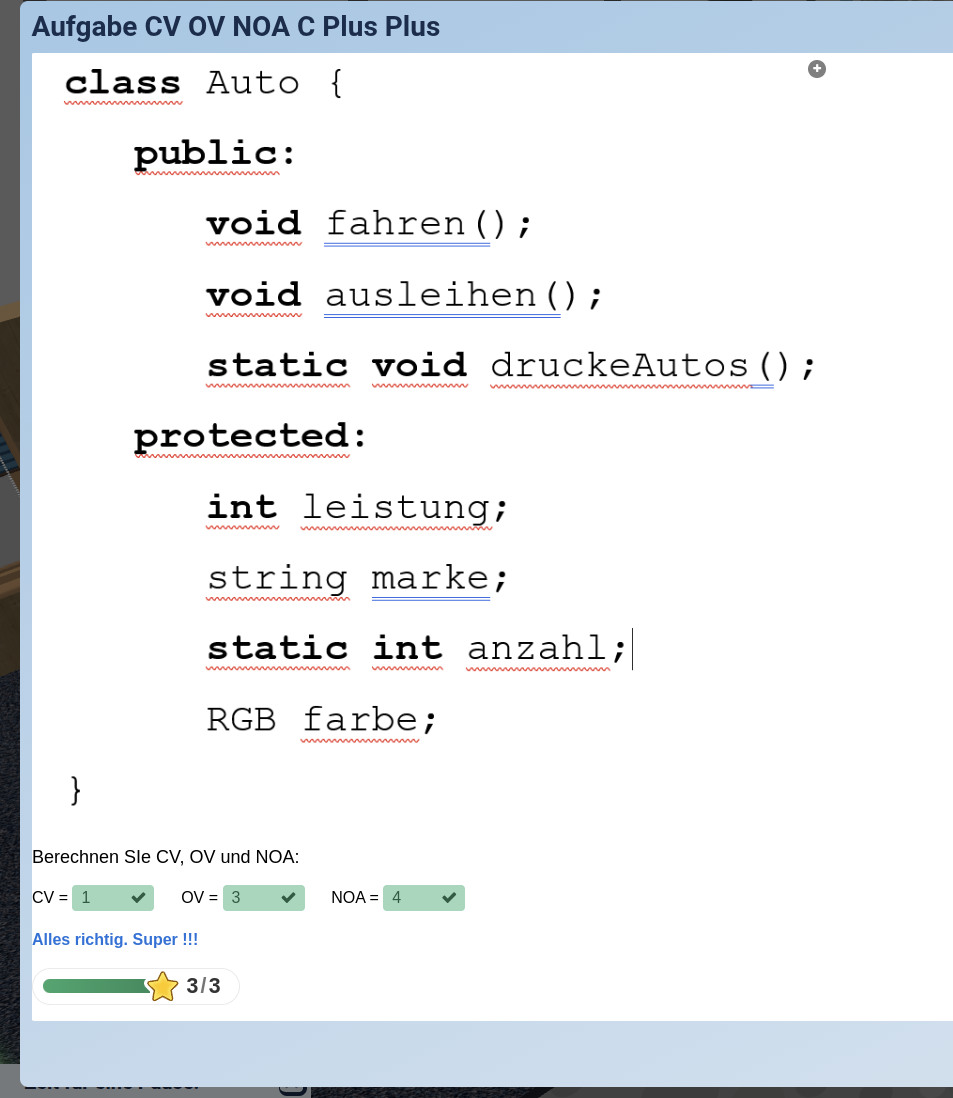 Aufgabe CV OV NOA C Plus Plus
class Auto {
public:
void fahren();
void ausleihen();
static void druckeAutos();
protected:
int leistung;
string marke;
static int anzahl;
RGB farbe;
}
Berechnen SIe CV, OV und NOA:
CV = 1 OV = 3 NOA = 4
Alles richtig. Super !!!
3/3